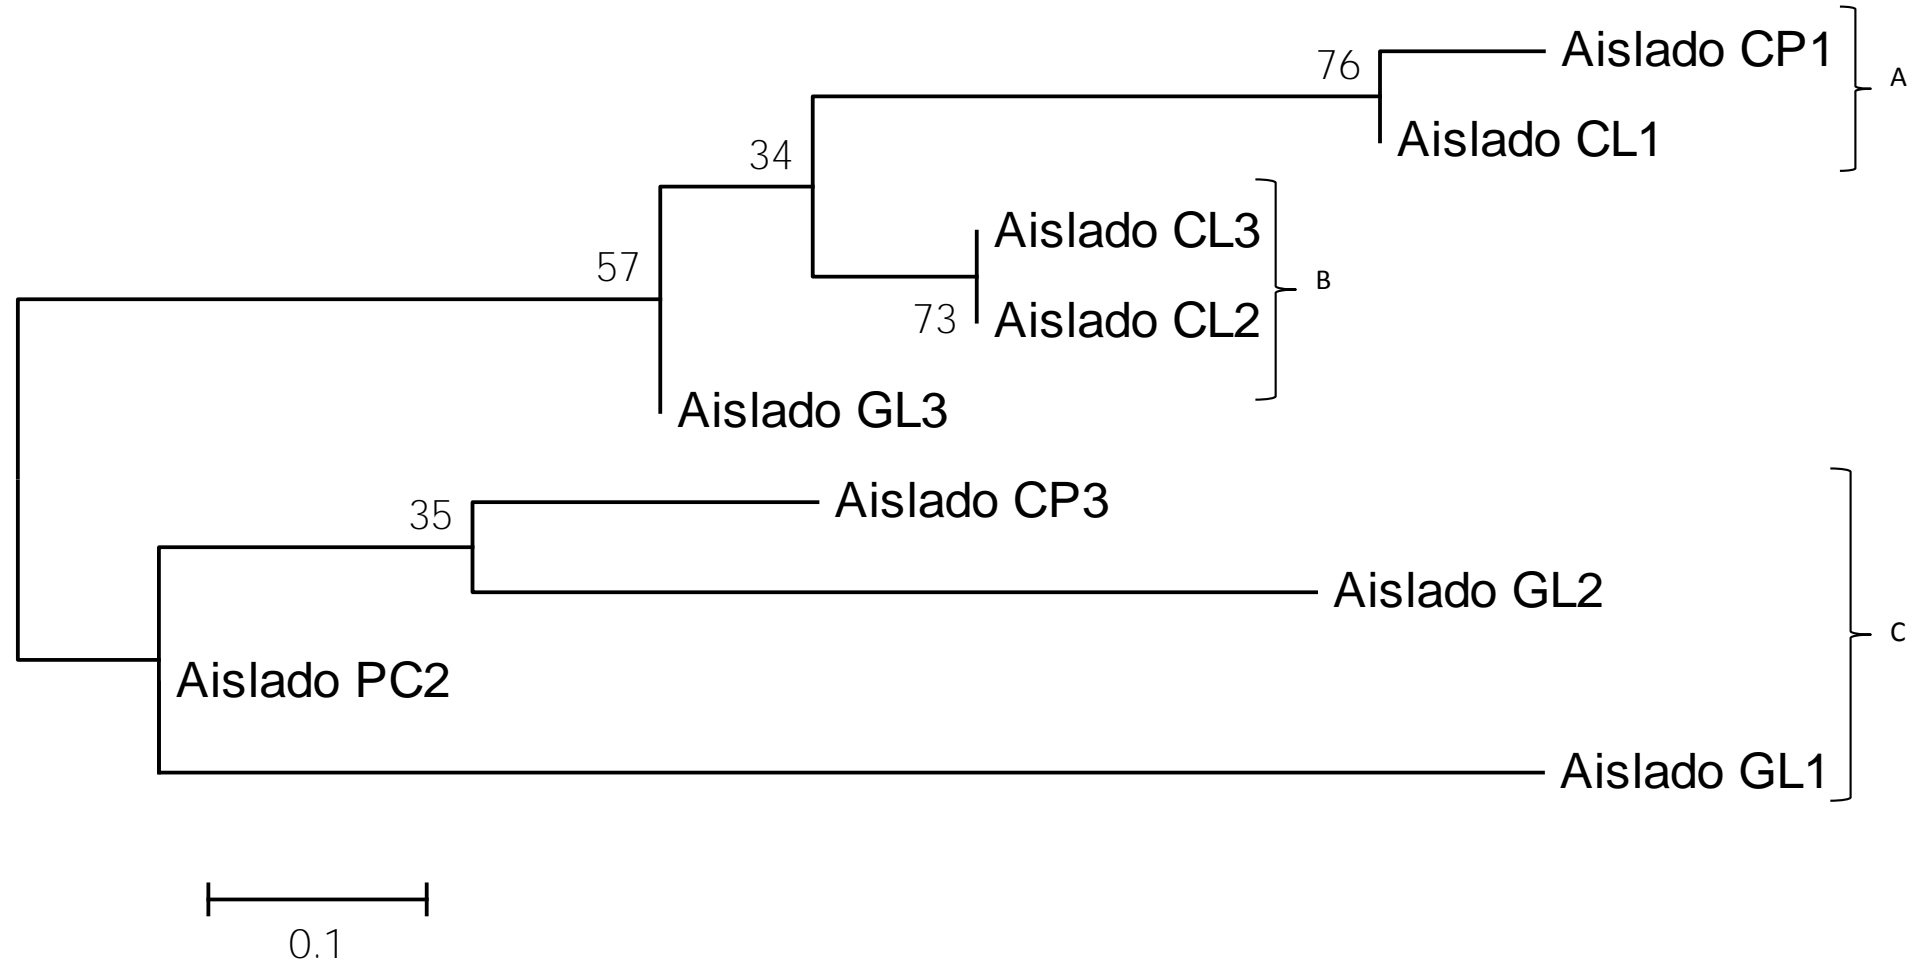 Aislado CP1
76
A
Aislado CL1
34
Aislado CL3
57
B
73
Aislado CL2
Aislado GL3
Aislado CP3
35
Aislado GL2
C
Aislado PC2
Aislado GL1
0.1